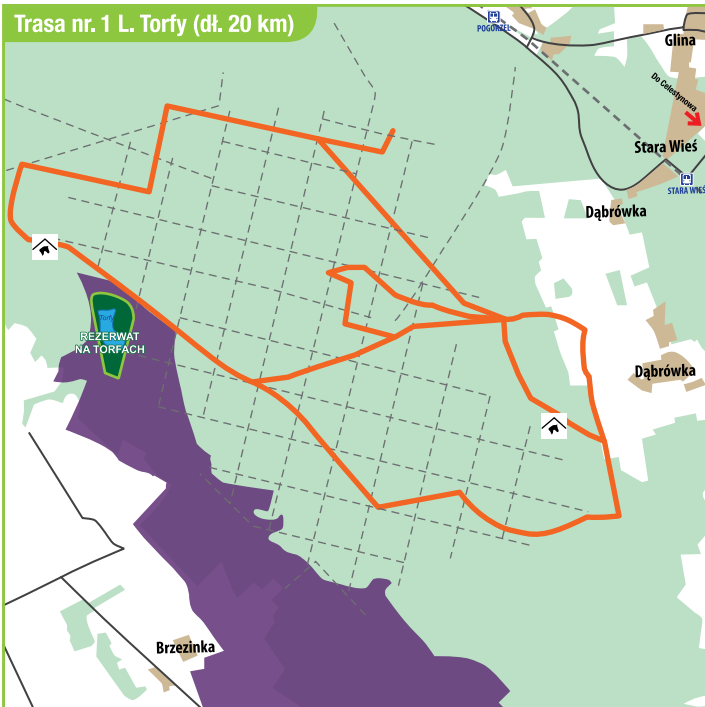 Trasa nr. 1 L. Torfy (dł. 20 km)
POGORZEL
Glina
Do Celestynowa
Stara Wieś
STARA WIEŚ
Dąbrówka
Torfy
REZERWAT
NA TORFACH
Dąbrówka
Brzezinka